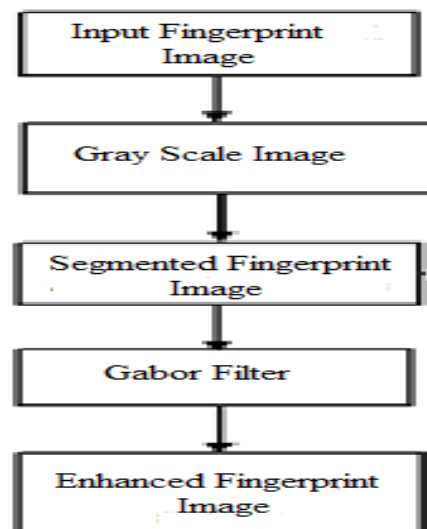 Input Fingerprint
Image
Gray Scale Image
Segmented Fingerprint
Image
Gabor Filter
Enhanced Fingerprint
Image